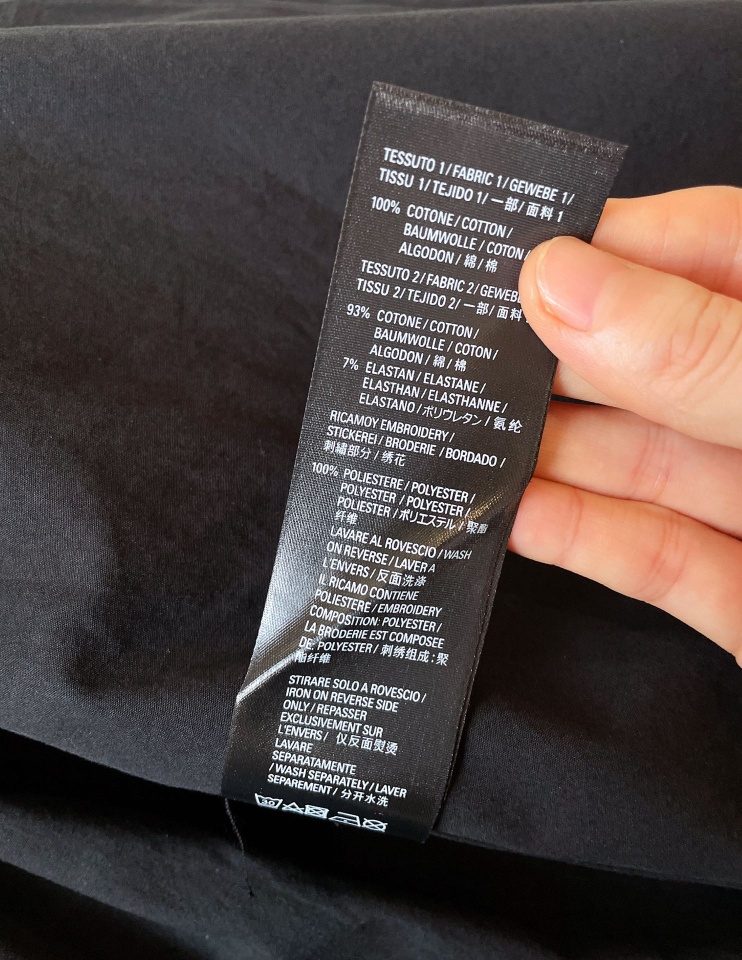 TESSUTO 1/FABRIC 1/GEWEBE 1/
TISSU 1/TEJIDO 1/一部/面料 1
100% COTONE/COTTON/
BAUMWOLLE/COTON/
ALGODON/綿/棉
TESSUTO 2/FABRIC 2/GEWEBE
TISSU 2/TEJIDO 2/一部/面料
93% COTONE/COTTON/
BAUMWOLLE/COTON/
ALGODON/綿/棉
7% ELASTAN/ELASTANE/
ELASTHAN/ELASTHANNE/
ELASTANO/ポリウレタン/氨纶
RICAMOY EMBROIDERY/
STICKEREI/BRODERIE/BORDADO/
刺繡部分/绣花
100% POLIESTERE/POLYESTER/
POLYESTER/POLYESTER/
POLIESTER/ポリエステル/聚酯
纤维
LAVARE AL ROVESCIO/WASH
ON REVERSE/LAVER A
L'ENVERS/反面洗涤
IL RICAMO CONTIENE
POLIESTERE/EMBROIDERY
COMPOSITION: POLYESTER/
LA BRODERIE EST COMPOSEE
DE: POLYESTER/刺绣组成:聚
酯纤维
STIRARE SOLO A ROVESCIO/
IRON ON REVERSE SIDE
ONLY/REPASSER
EXCLUSIVEMENT SUR
L'ENVERS/ 仅反面熨烫
LAVARE
SEPARATAMENTE
/WASH SEPARATELY/LAVER
SEPAREMENT/分开水洗
30